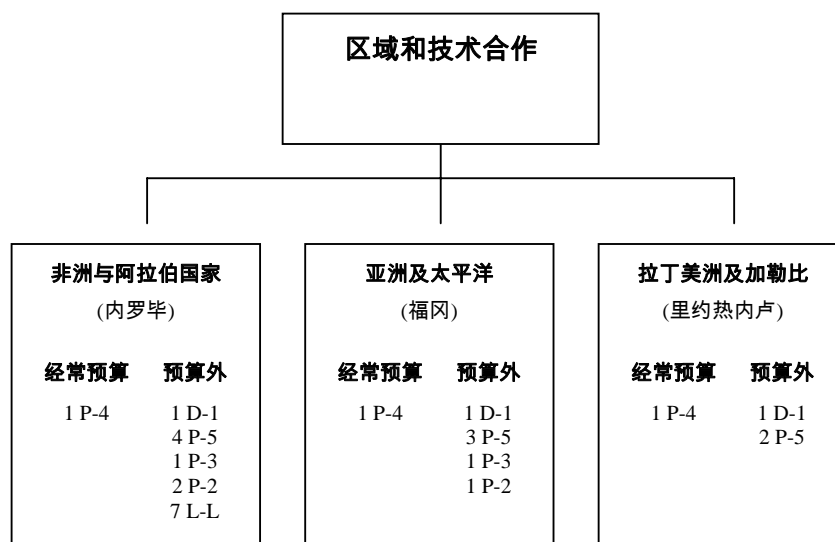 区域和技术合作
非洲与阿拉伯国家
(内罗毕)
经常预算 预算外
1 P-4 1 D-1
4 P-5
1 P-3
2 P-2
7 L-L
亚洲及太平洋
(福冈)
经常预算 预算外
1 P-4 1 D-1
3 P-5
1 P-3
1 P-2
拉丁美洲及加勒比
(里约热内卢)
经常预算 预算外
1 P-4 1 D-1
2 P-5